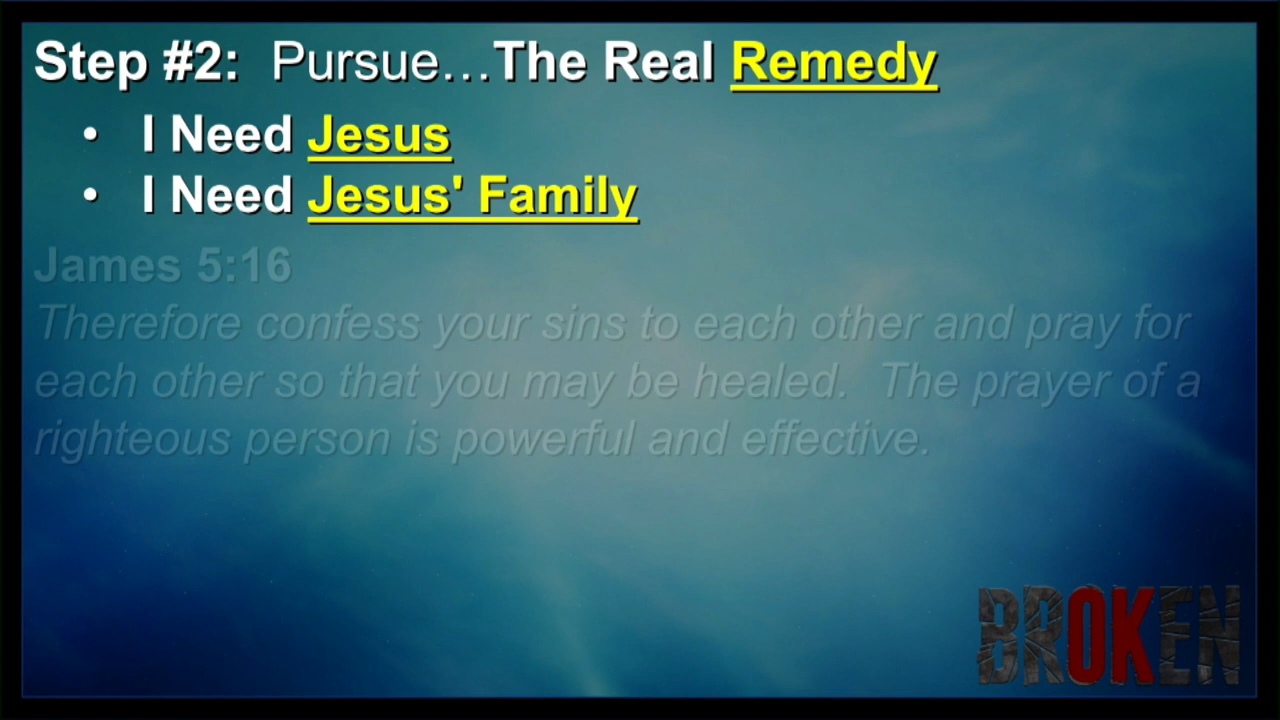 Step #2:  Pursue…The Real Remedy
• I Need Jesus
• I Need Jesus' Family
James 5:16
Therefore confess your sins to each other and pray for
each other so that you may be healed.  The prayer of a
righteous person is powerful and effective.
BROKEN